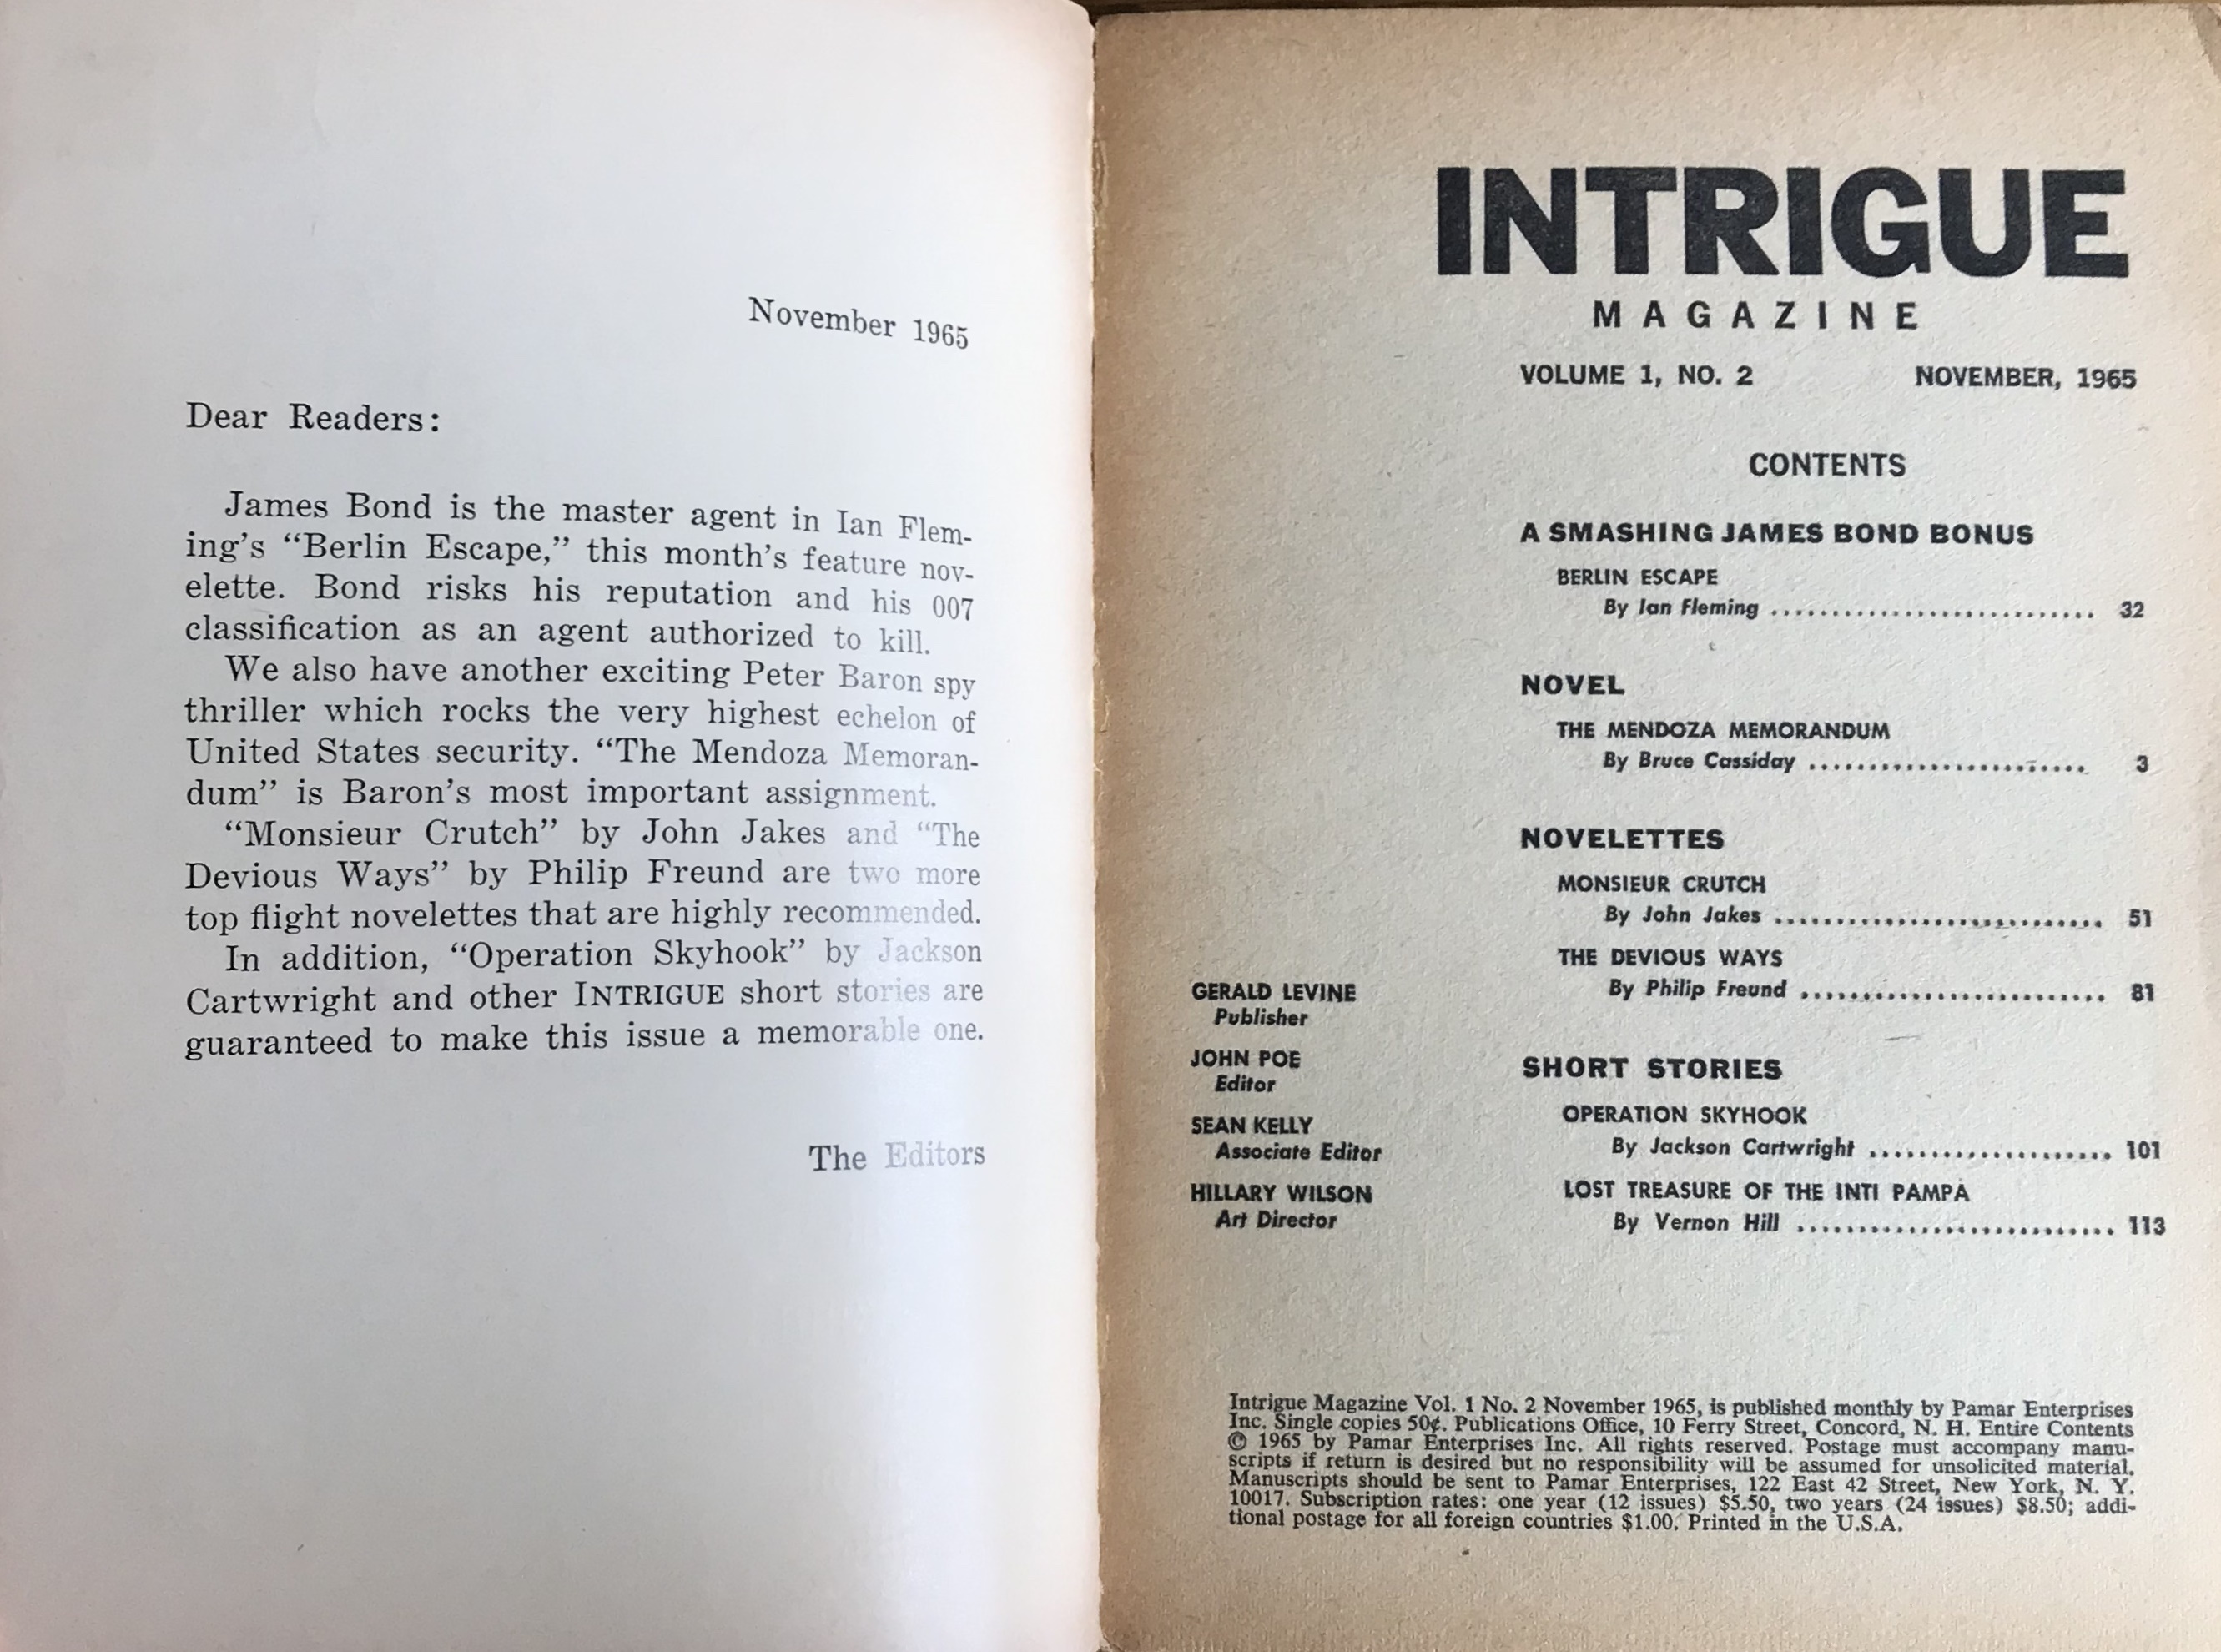 November 1965
Dear Readers:
James Bond is the master agent in Ian Flem-
ing's "Berlin Escape," this month's feature nov-
elette. Bond risks his reputation and his 007
classification as an agent authorized to kill.
We also have another exciting Peter Baron spy
thriller which rocks the very highest echelon of
United States security. "The Mendoza Memoran-
dum" is Baron's most important assignment.
"Monsieur Crutch" by John Jakes and "The
Devious Ways" by Philip Freund are two more
top flight novelettes that are highly recommended.
In addition, "Operation Skyhook" by Jackson
Cartwright and other INTRIGUE short stories are
guaranteed to make this issue a memorable one.
The Editors
INTRIGUE
MAGAZINE
VOLUME 1, NO. 2 NOVEMBER, 1965
CONTENTS
A SMASHING JAMES BOND BONUS
BERLIN ESCAPE
By Ian Fleming ........................... 32
NOVEL
THE MENDOZA MEMORANDUM
By Bruce Cassiday ....................... 3
NOVELETTES
MONSIEUR CRUTCH
By John Jakes ........................... 51
THE DEVIOUS WAYS
By Philip Freund ......................... 81
SHORT STORIES
OPERATION SKYHOOK
By Jackson Cartwright .................... 101
LOST TREASURE OF THE INTI PAMPA
By Vernon Hill .......................... 113
GERALD LEVINE
Publisher
JOHN POE
Editor
SEAN KELLY
Associate Editor
HILLARY WILSON
Art Director
Intrigue Magazine Vol. 1 No. 2 November 1965, is published monthly by Pamar Enterprises
Inc. Single copies 50¢. Publications Office, 10 Ferry Street, Concord, N. H. Entire Contents
© 1965 by Pamar Enterprises Inc. All rights reserved. Postage must accompany manu-
scripts if return is desired but no responsibility will be assumed for unsolicited material.
Manuscripts should be sent to Pamar Enterprises, 122 East 42 Street, New York, N. Y.
10017. Subscription rates: one year (12 issues) $5.50, two years (24 issues) $8.50; addi-
tional postage for all foreign countries $1.00. Printed in the U.S.A.